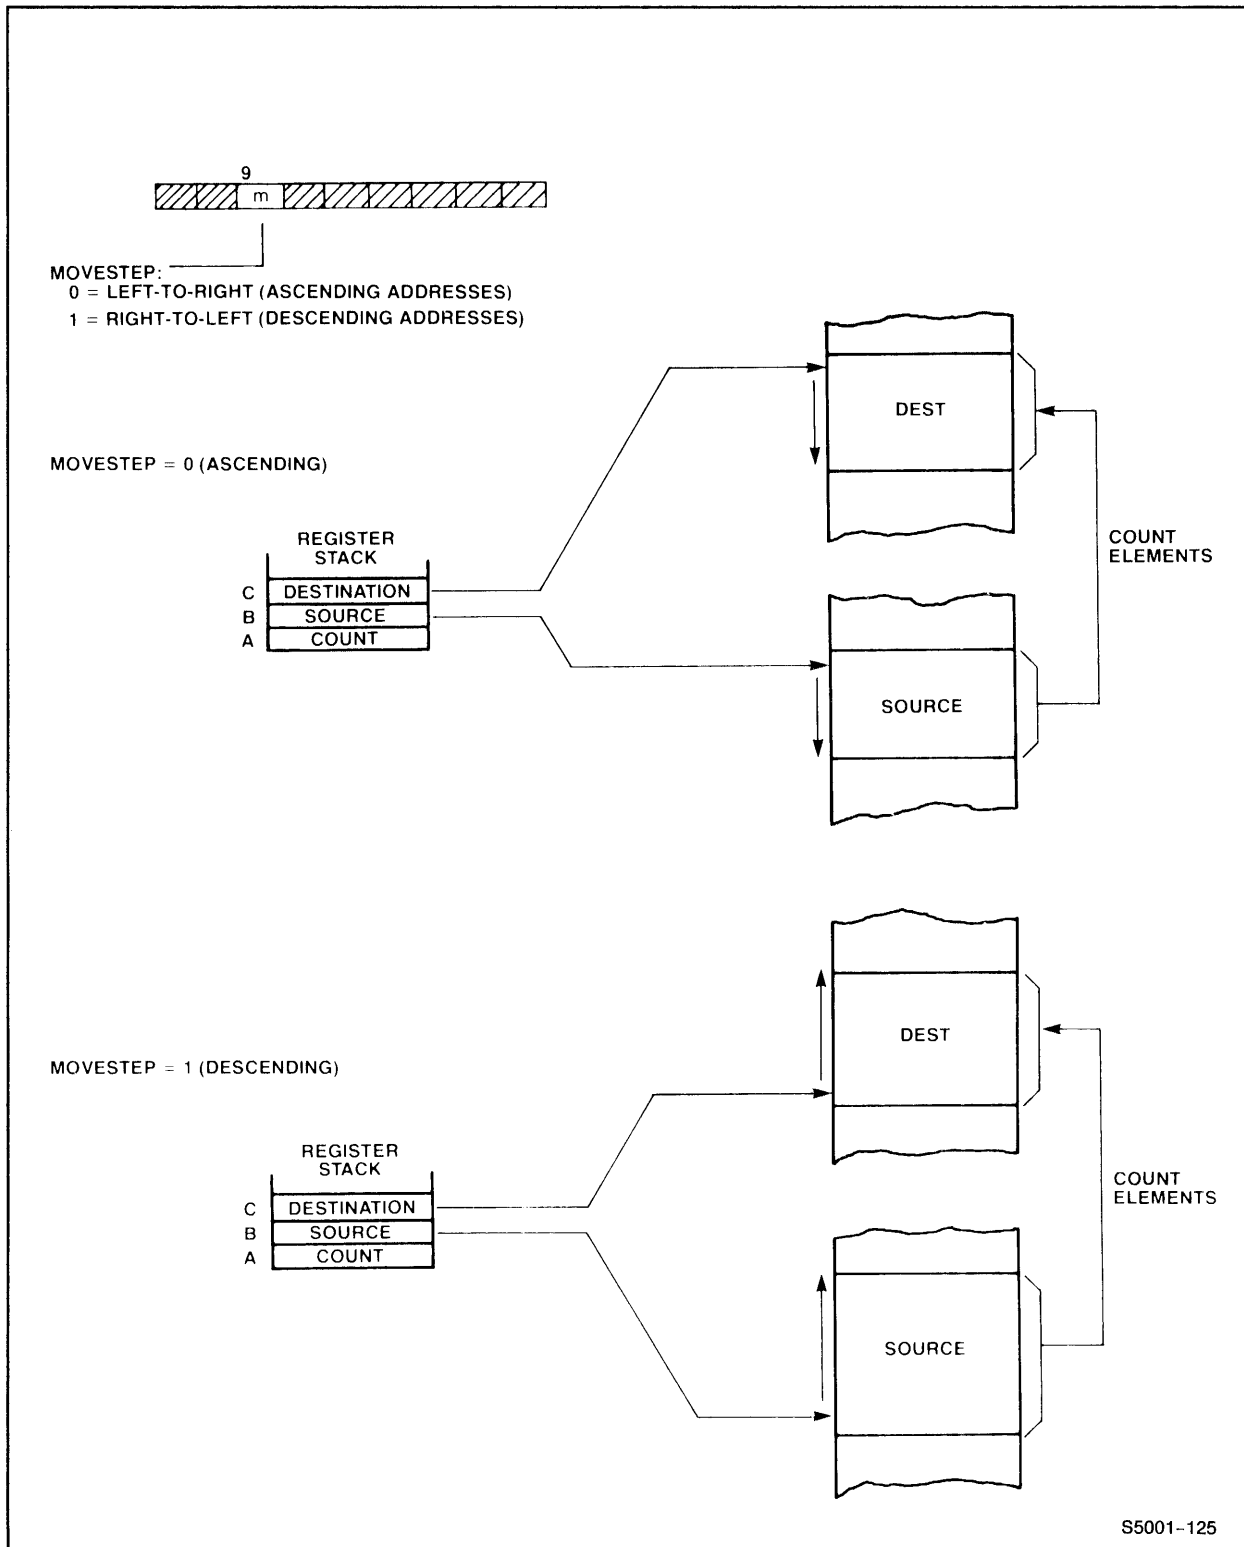 9
m
MOVESTEP:
0 = LEFT-TO-RIGHT (ASCENDING ADDRESSES)
1 = RIGHT-TO-LEFT (DESCENDING ADDRESSES)
DEST
MOVESTEP = 0 (ASCENDING)
REGISTER
STACK
C DESTINATION
B SOURCE
A COUNT
COUNT
ELEMENTS
SOURCE
DEST
MOVESTEP = 1 (DESCENDING)
REGISTER
STACK
C DESTINATION
B SOURCE
A COUNT
COUNT
ELEMENTS
SOURCE
S5001-125